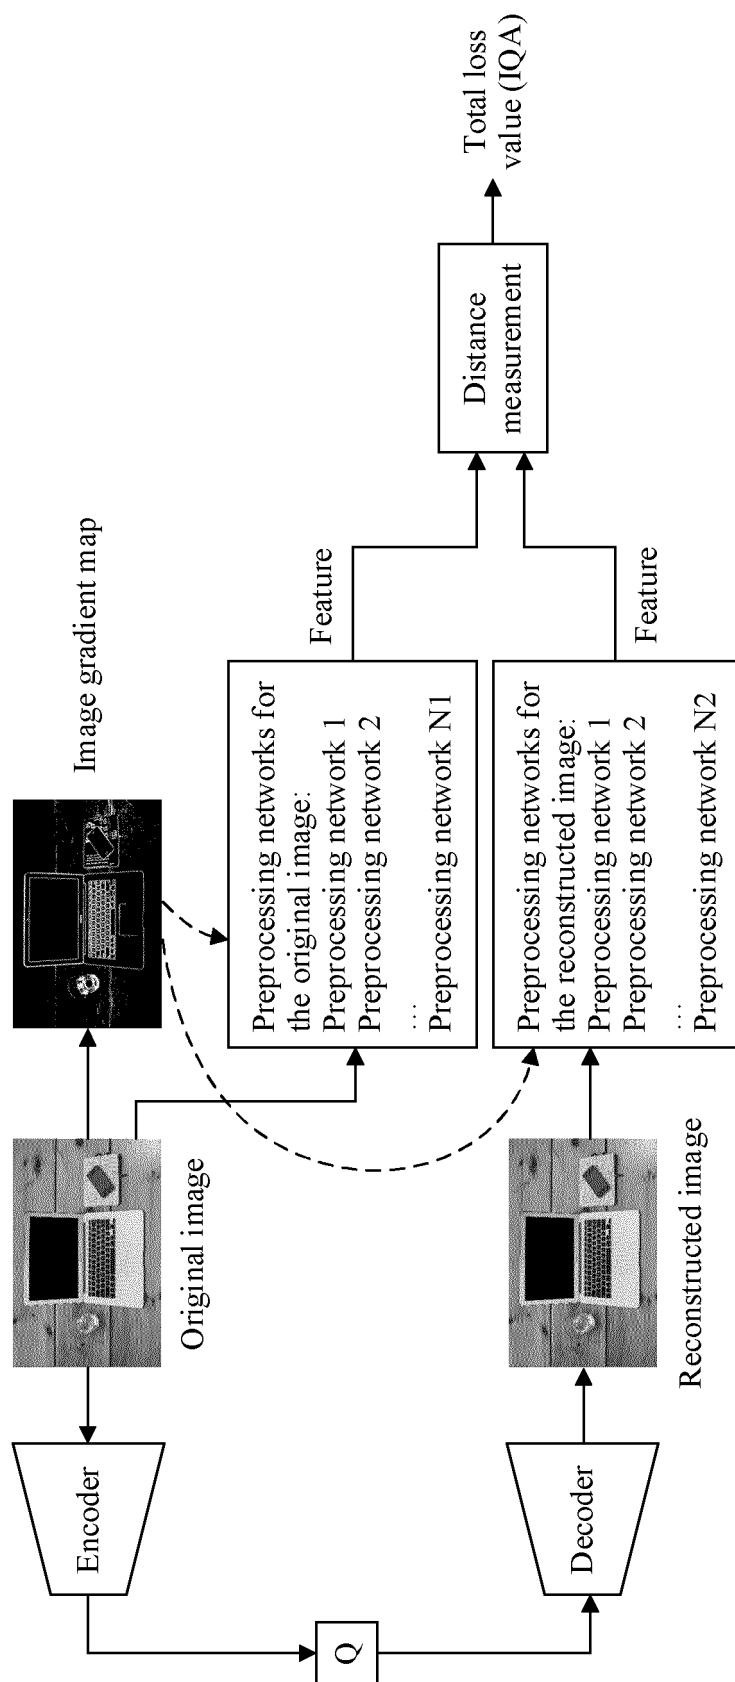 Encoder
Q
Decoder
Original image
Reconstructed image
Image gradient map
Preprocessing networks for
the original image:
Preprocessing network 1
Preprocessing network 2
...
Preprocessing network N1
Preprocessing networks for
the reconstructed image:
Preprocessing network 1
Preprocessing network 2
...
Preprocessing network N2
Feature
Feature
Distance
measurement
Total loss
value (IQA)